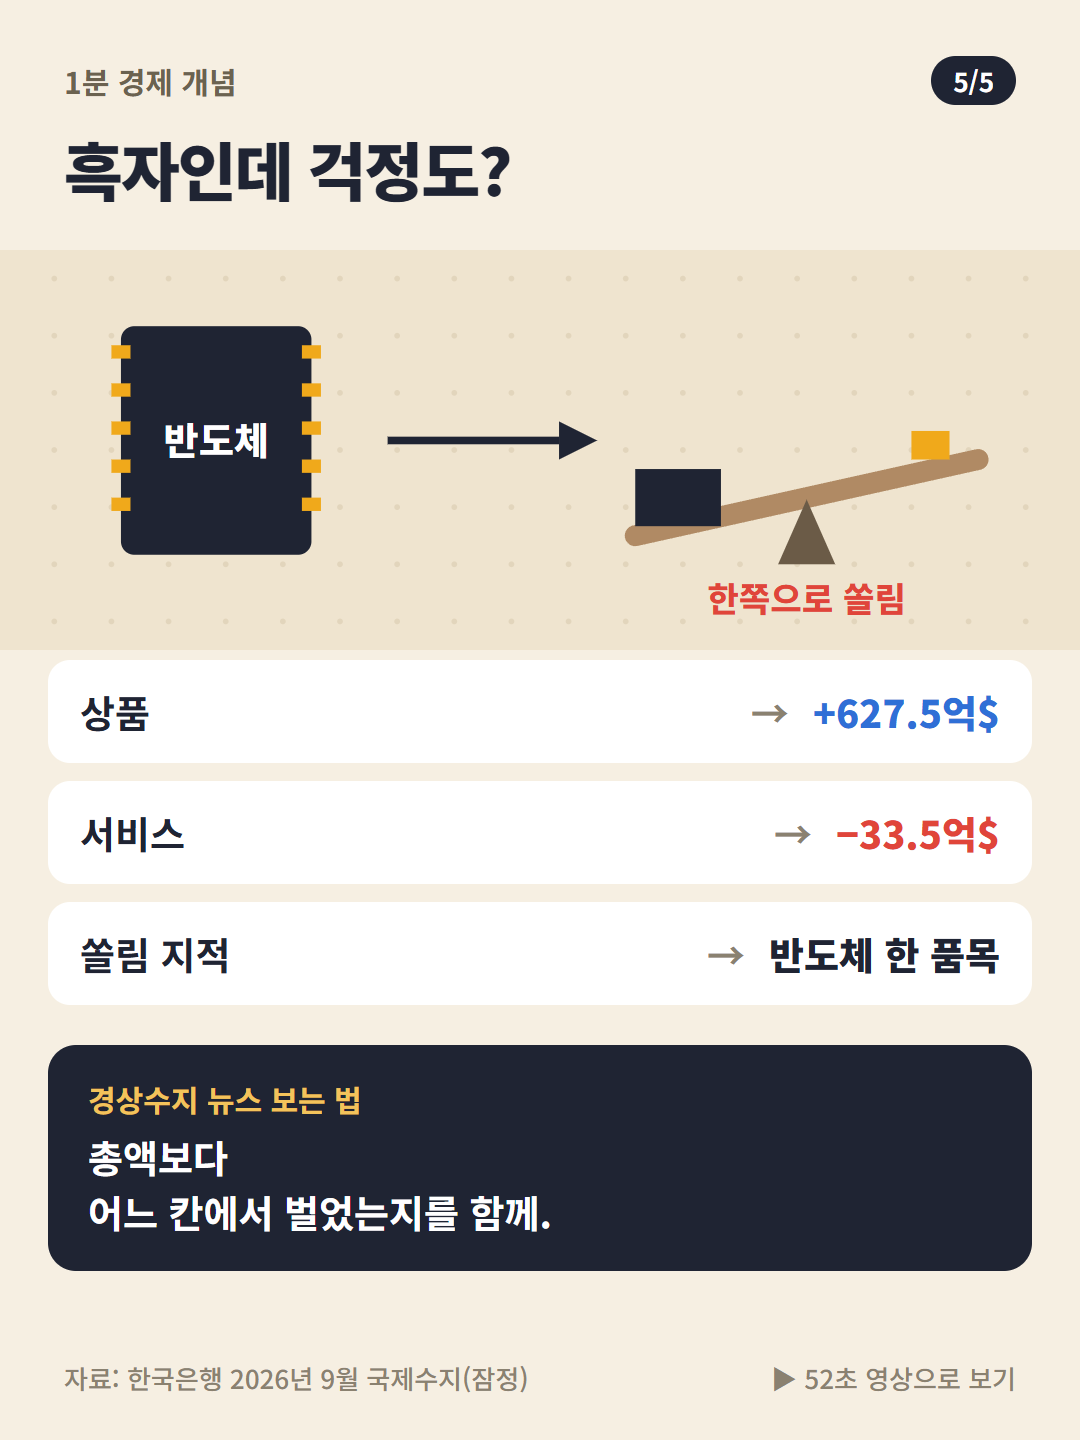 1분 경제 개념
5/5
흑자인데 걱정도?
반도체
한쪽으로 쏠림
상품 → +627.5억$
서비스 → −33.5억$
쏠림 지적 → 반도체 한 품목
경상수지 뉴스 보는 법
총액보다
어느 칸에서 벌었는지를 함께.
자료: 한국은행 2026년 9월 국제수지(잠정)
▶ 52초 영상으로 보기